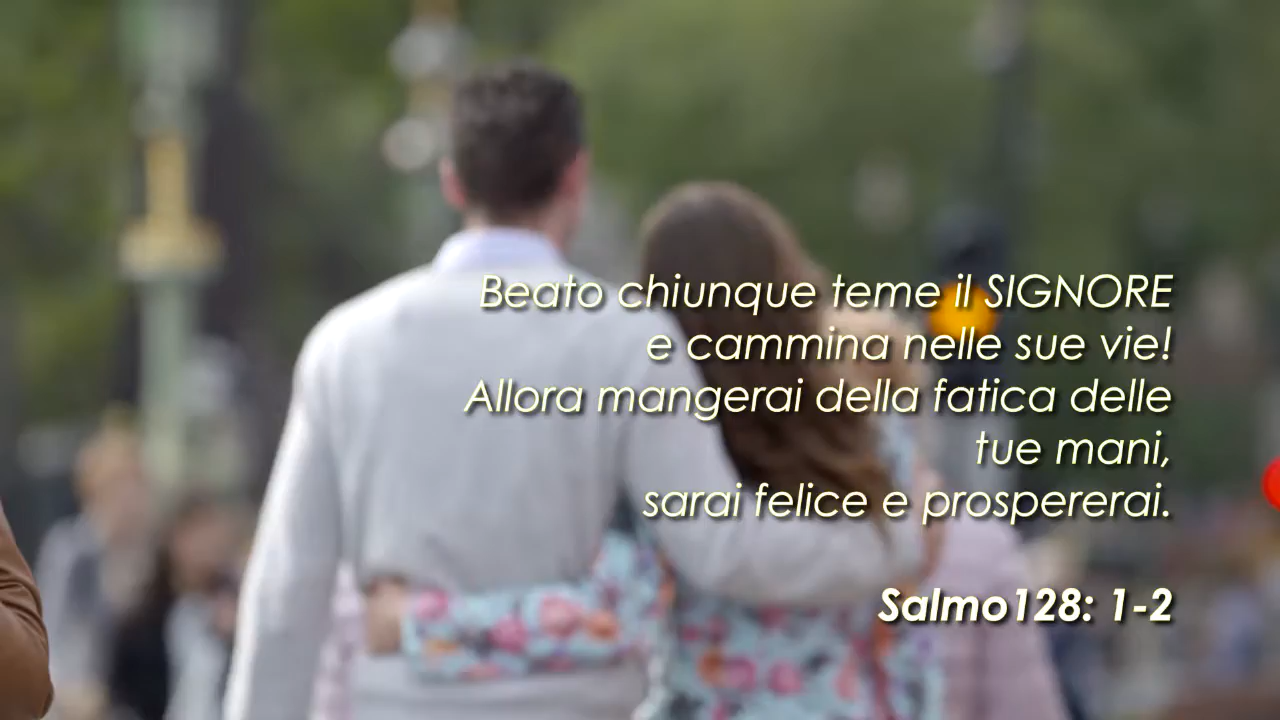 Beato chiunque teme il SIGNORE
e cammina nelle sue vie!
Allora mangerai della fatica delle
tue mani,
sarai felice e prospererai.
Salmo128: 1-2